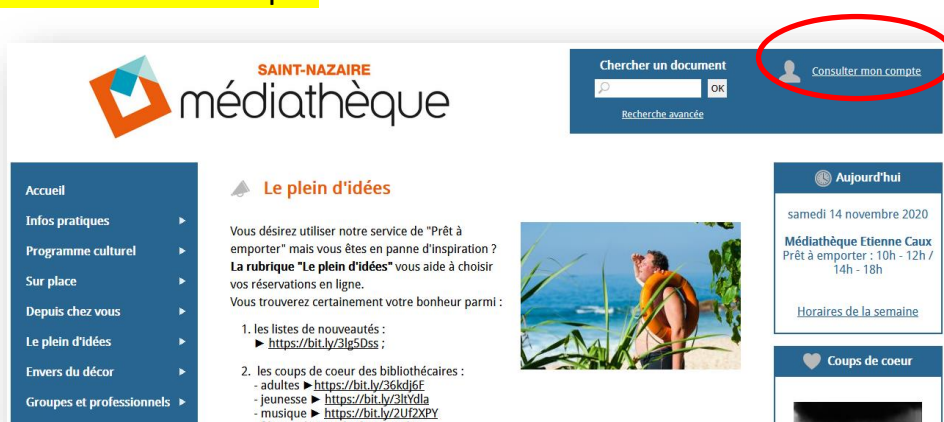 SAINT-NAZAIRE
médiathèque
Chercher un document
OK
Recherche avancée
Consulter mon compte
Accueil
Infos pratiques
Programme culturel
Sur place
Depuis chez vous
Le plein d'idées
Envers du décor
Groupes et professionnels
Le plein d'idées
Vous désirez utiliser notre service de "Prêt à
emporter" mais vous êtes en panne d'inspiration ?
La rubrique "Le plein d'idées" vous aide à choisir
vos réservations en ligne.
Vous trouverez certainement votre bonheur parmi :
1. les listes de nouveautés :
► https://bit.ly/3lg5Dss ;
2. les coups de coeur des bibliothécaires :
- adultes ►https://bit.ly/36kdj6F
- jeunesse ► https://bit.ly/3ltYdla
- musique ► https://bit.ly/2Uf2XPY
Aujourd'hui
samedi 14 novembre 2020
Médiathèque Etienne Caux
Prêt à emporter : 10h - 12h /
14h - 18h
Horaires de la semaine
Coups de coeur